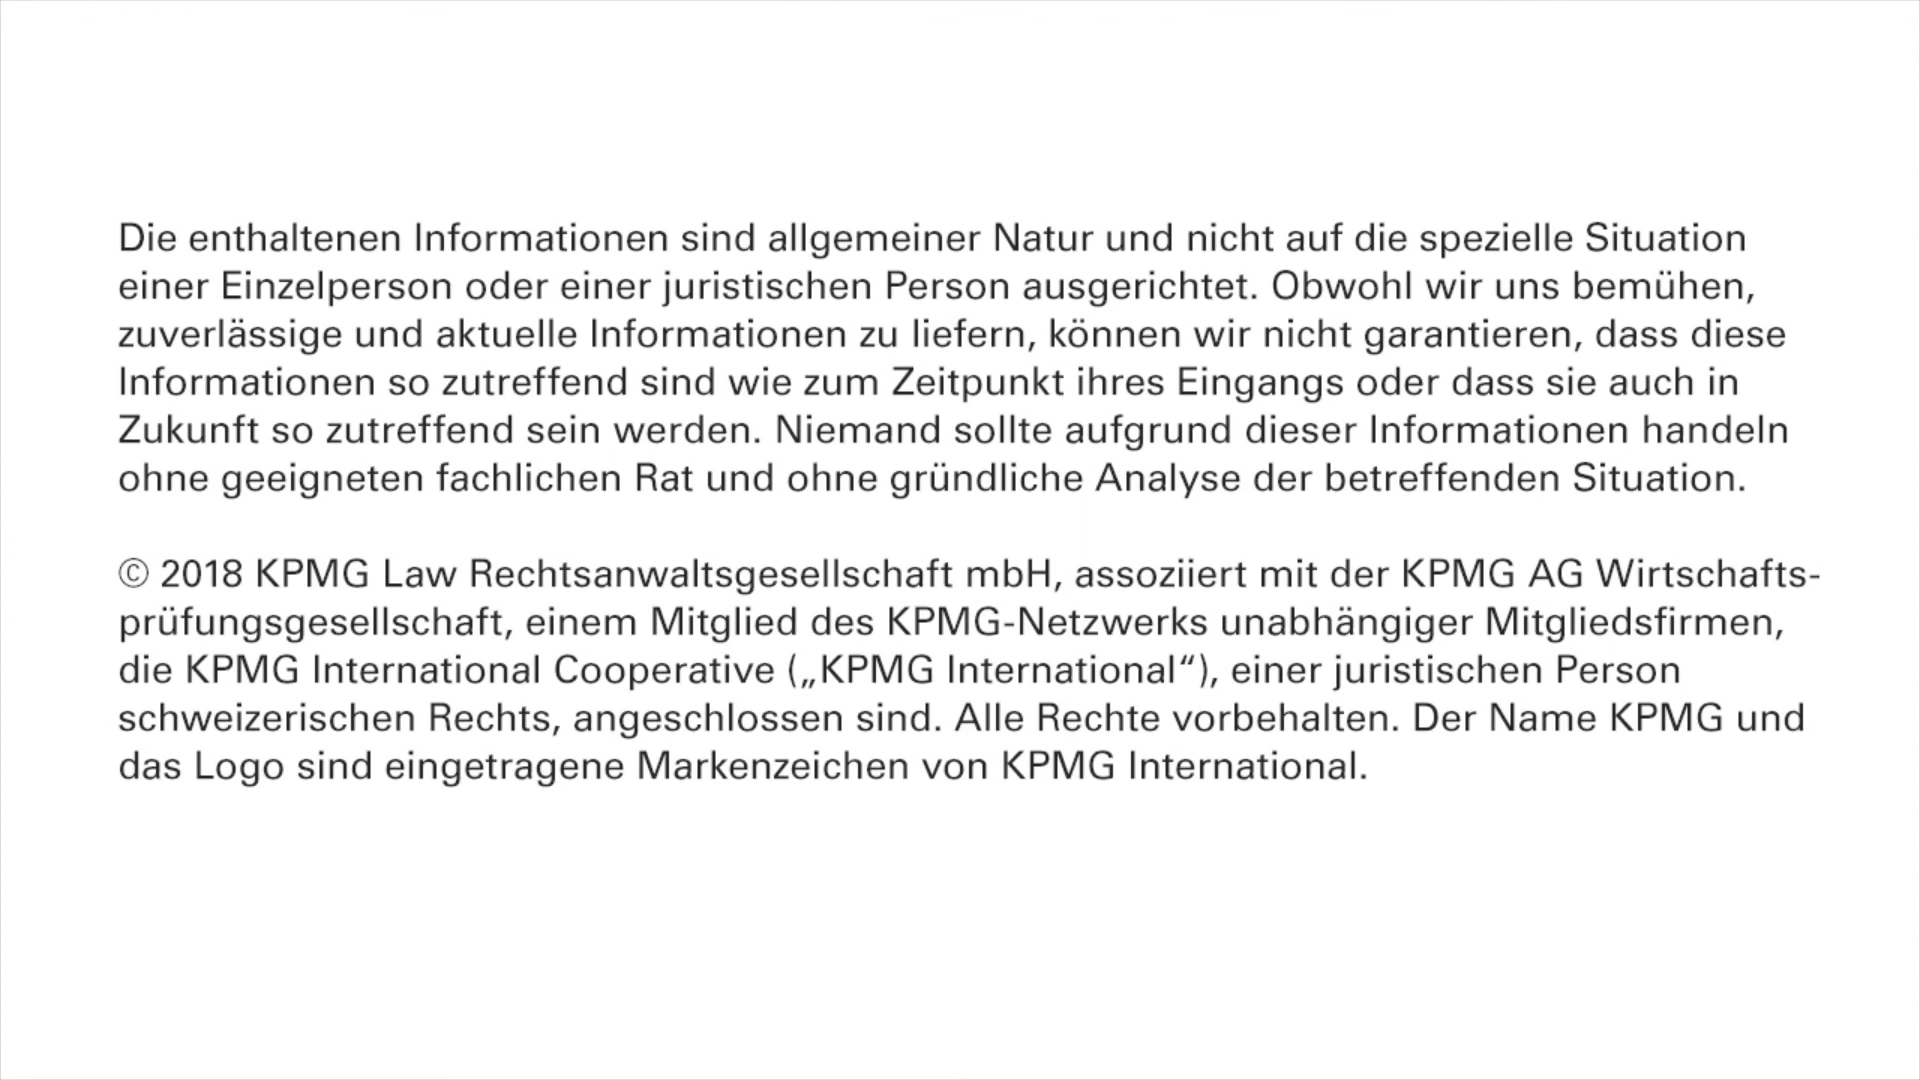 Die enthaltenen Informationen sind allgemeiner Natur und nicht auf die spezielle Situation
einer Einzelperson oder einer juristischen Person ausgerichtet. Obwohl wir uns bemühen,
zuverlässige und aktuelle Informationen zu liefern, können wir nicht garantieren, dass diese
Informationen so zutreffend sind wie zum Zeitpunkt ihres Eingangs oder dass sie auch in
Zukunft so zutreffend sein werden. Niemand sollte aufgrund dieser Informationen handeln
ohne geeigneten fachlichen Rat und ohne gründliche Analyse der betreffenden Situation.
© 2018 KPMG Law Rechtsanwaltsgesellschaft mbH, assoziiert mit der KPMG AG Wirtschafts-
prüfungsgesellschaft, einem Mitglied des KPMG-Netzwerks unabhängiger Mitgliedsfirmen,
die KPMG International Cooperative („KPMG International“), einer juristischen Person
schweizerischen Rechts, angeschlossen sind. Alle Rechte vorbehalten. Der Name KPMG und
das Logo sind eingetragene Markenzeichen von KPMG International.